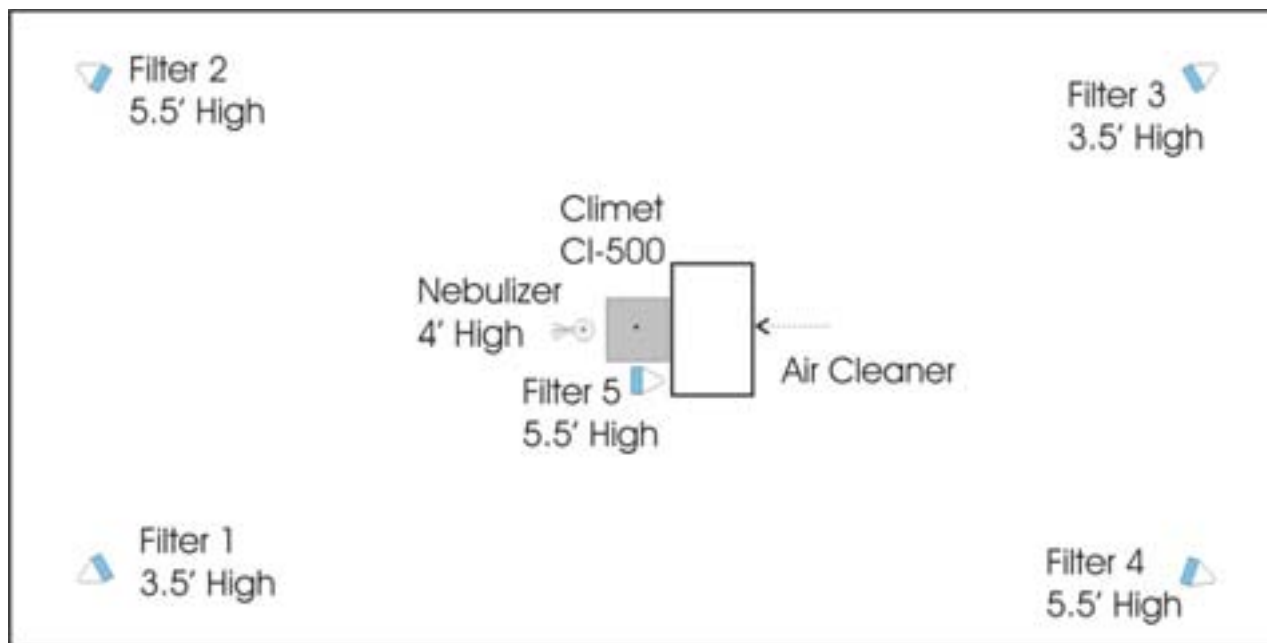 Filter 2
5.5' High
Filter 3
3.5' High
Climet
CI-500
Nebulizer
4' High
Air Cleaner
Filter 5
5.5' High
Filter 1
3.5' High
Filter 4
5.5' High